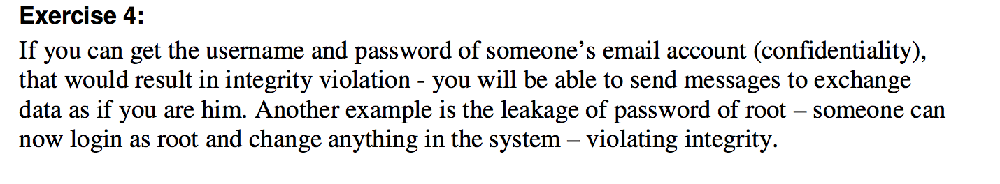 Exercise 4:
If you can get the username and password of someone’s email account (confidentiality),
that would result in integrity violation - you will be able to send messages to exchange
data as if you are him. Another example is the leakage of password of root – someone can
now login as root and change anything in the system – violating integrity.